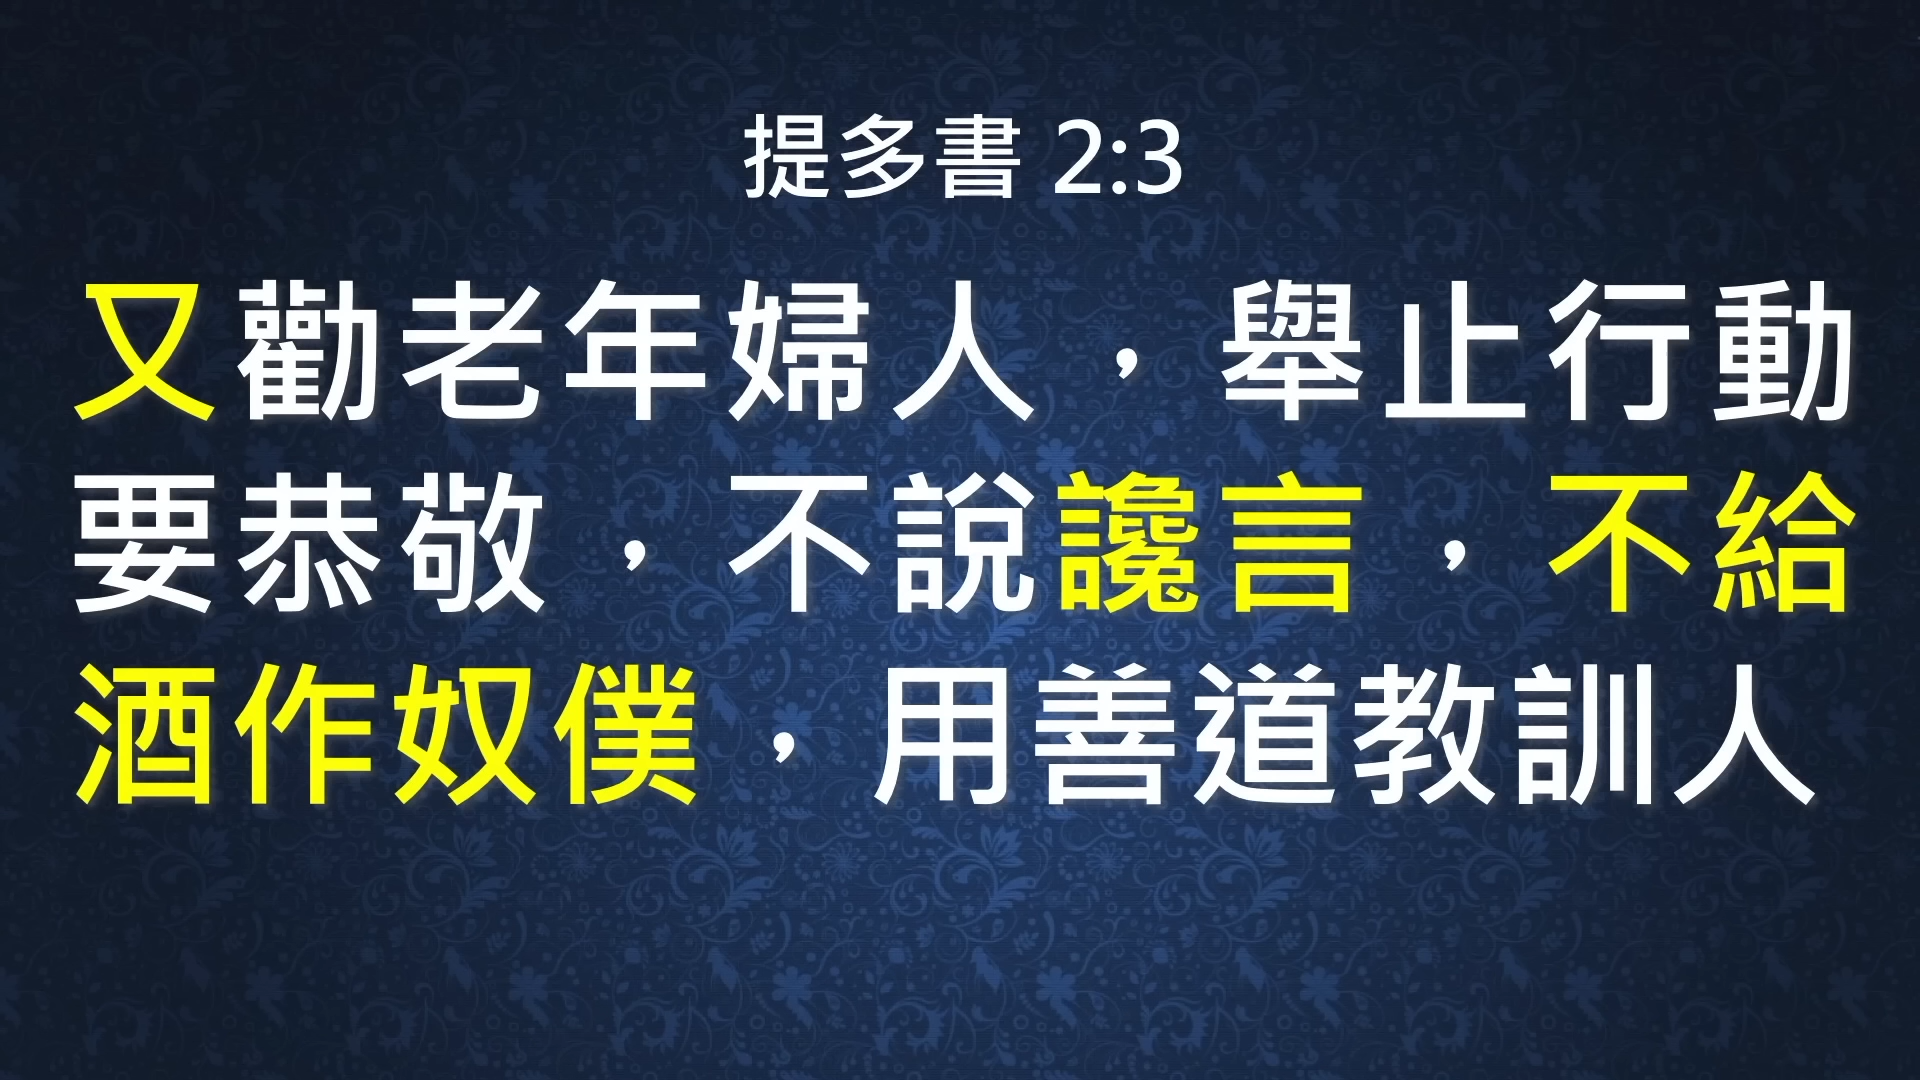 提多書 2:3
又勸老年婦人，舉止行動
要恭敬，不說讒言，不給
酒作奴僕，用善道教訓人